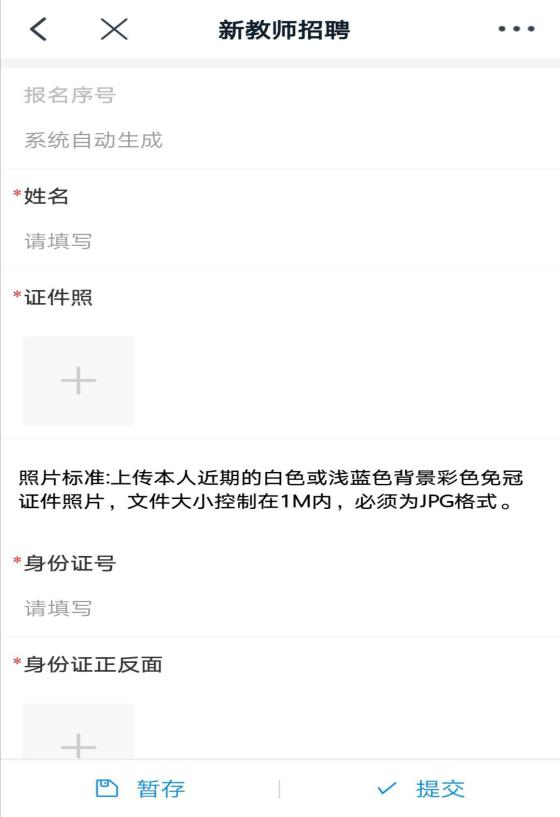 新教师招聘
报名序号
系统自动生成
*姓名
请填写
*证件照
照片标准:上传本人近期的白色或浅蓝色背景彩色免冠
证件照片，文件大小控制在1M内，必须为JPG格式。
*身份证号
请填写
*身份证正反面
暂存
提交